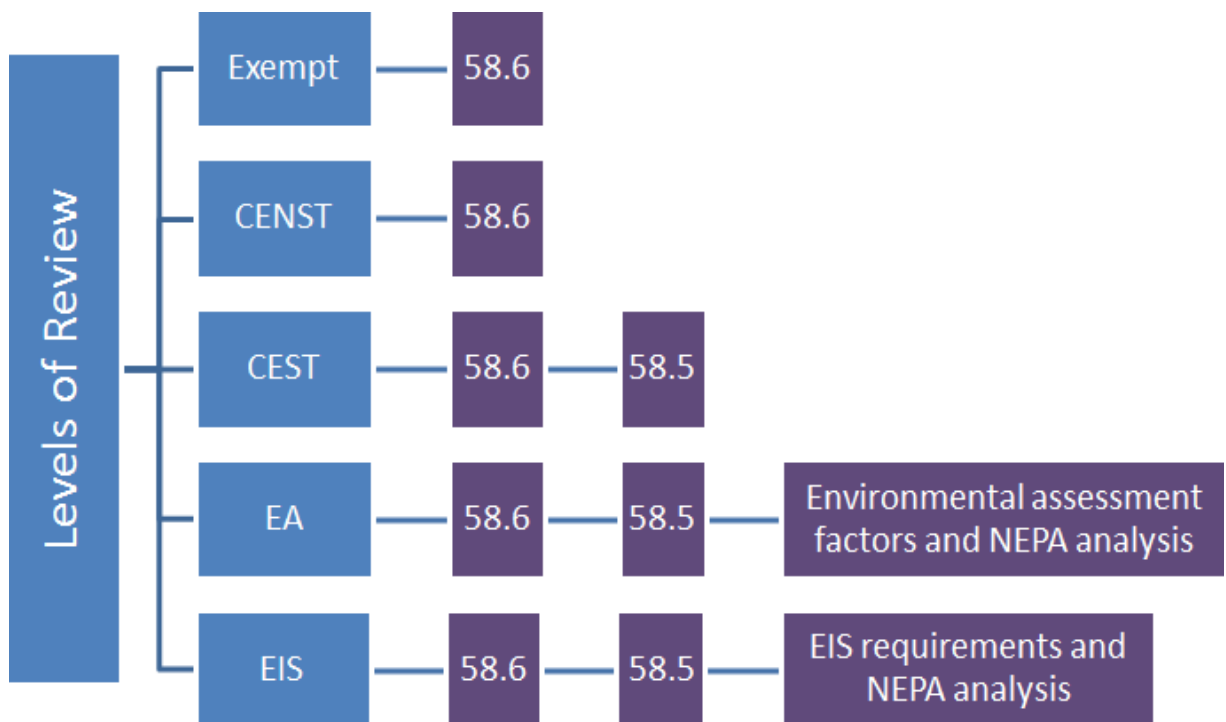 Levels of Review
Exempt
58.6
CENST
58.6
CEST
58.6
58.5
EA
58.6
58.5
Environmental assessment
factors and NEPA analysis
EIS
58.6
58.5
EIS requirements and
NEPA analysis